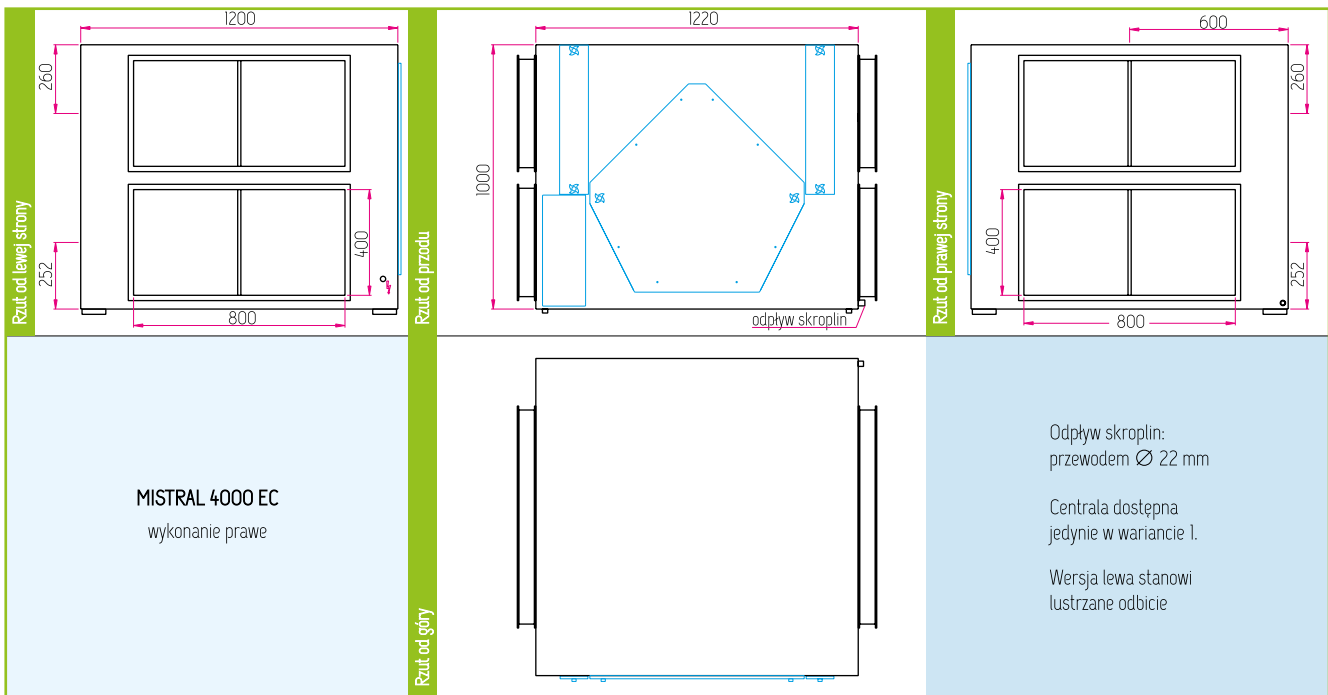 Rzut od lewej strony
1200
260
252
400
800
Rzut od przodu
1220
1000
odpływ skroplin
Rzut od prawej strony
600
260
400
252
800
MISTRAL 4000 EC
wykonanie prawe
Rzut od góry
Odpływ skroplin:
przewodem Ø 22 mm
Centrala dostępna
jedynie w wariancie 1.
Wersja lewa stanowi
lustrzane odbicie